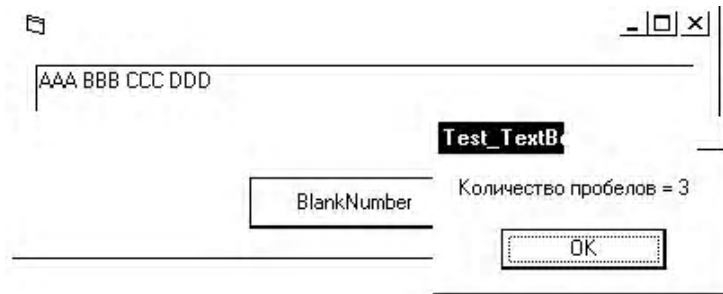 AAA BBB CCC DDD
Test_TextB
Количество пробелов = 3
BlankNumber
OK